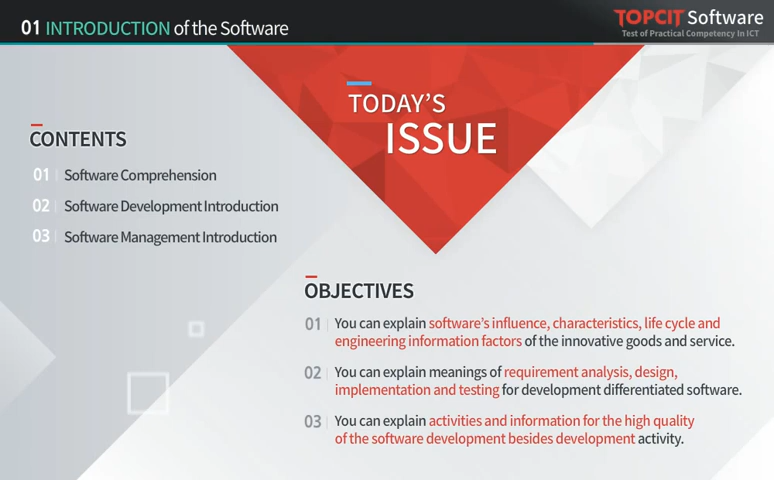 01 INTRODUCTION of the Software
TOPCIT Software
Test of Practical Competency In ICT
TODAY'S
ISSUE
CONTENTS
01 Software Comprehension
02 Software Development Introduction
03 Software Management Introduction
OBJECTIVES
01 You can explain software's influence, characteristics, life cycle and
engineering information factors of the innovative goods and service.
02 You can explain meanings of requirement analysis, design,
implementation and testing for development differentiated software.
03 You can explain activities and information for the high quality
of the software development besides development activity.